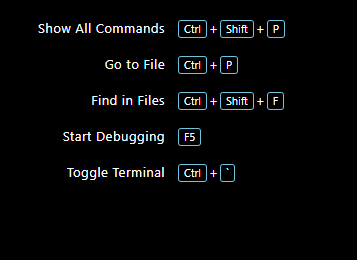 Show All Commands Ctrl + Shift + P
Go to File Ctrl + P
Find in Files Ctrl + Shift + F
Start Debugging F5
Toggle Terminal Ctrl + `